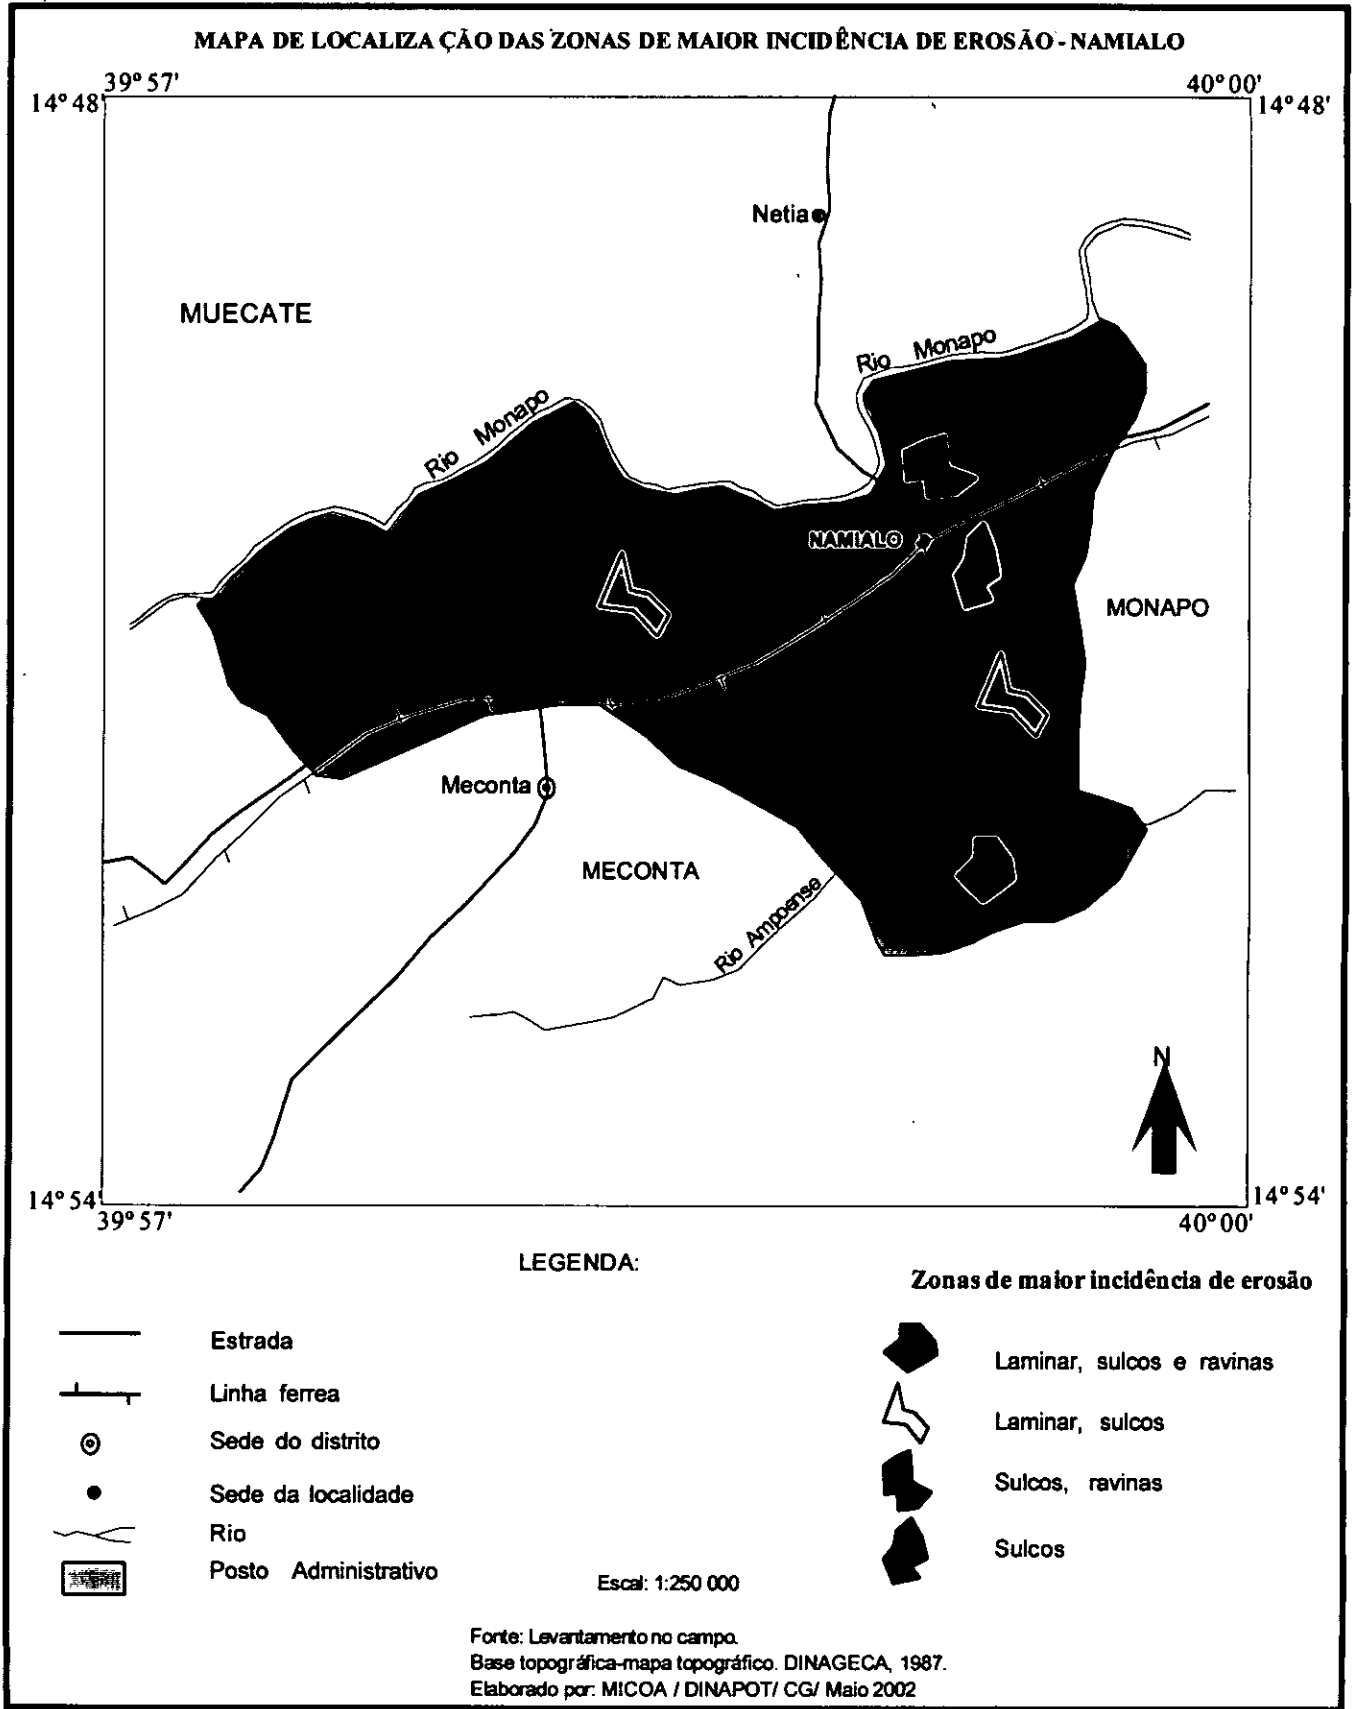 MAPA DE LOCALIZAÇÃO DAS ZONAS DE MAIOR INCIDÊNCIA DE EROSÃO - NAMIALO
39° 57' 40° 00'
14° 48' 14° 48'
Netia
MUECATE
Rio Monapo
Rio Monapo
NAMIALO
MONAPO
Meconta
MECONTA
Rio Ampoense
N
14° 54' 14° 54'
39° 57' 40° 00'
LEGENDA:
Zonas de maior incidência de erosão
Estrada
Laminar, sulcos e ravinas
Linha ferrea
Laminar, sulcos
Sede do distrito
Sulcos, ravinas
Sede da localidade
Rio
Sulcos
Posto Administrativo
Escal: 1:250 000
Fonte: Levantamento no campo.
Base topográfica-mapa topográfico. DINAGECA, 1987.
Elaborado por: MICOA / DINAPOT/ CG/ Maio 2002